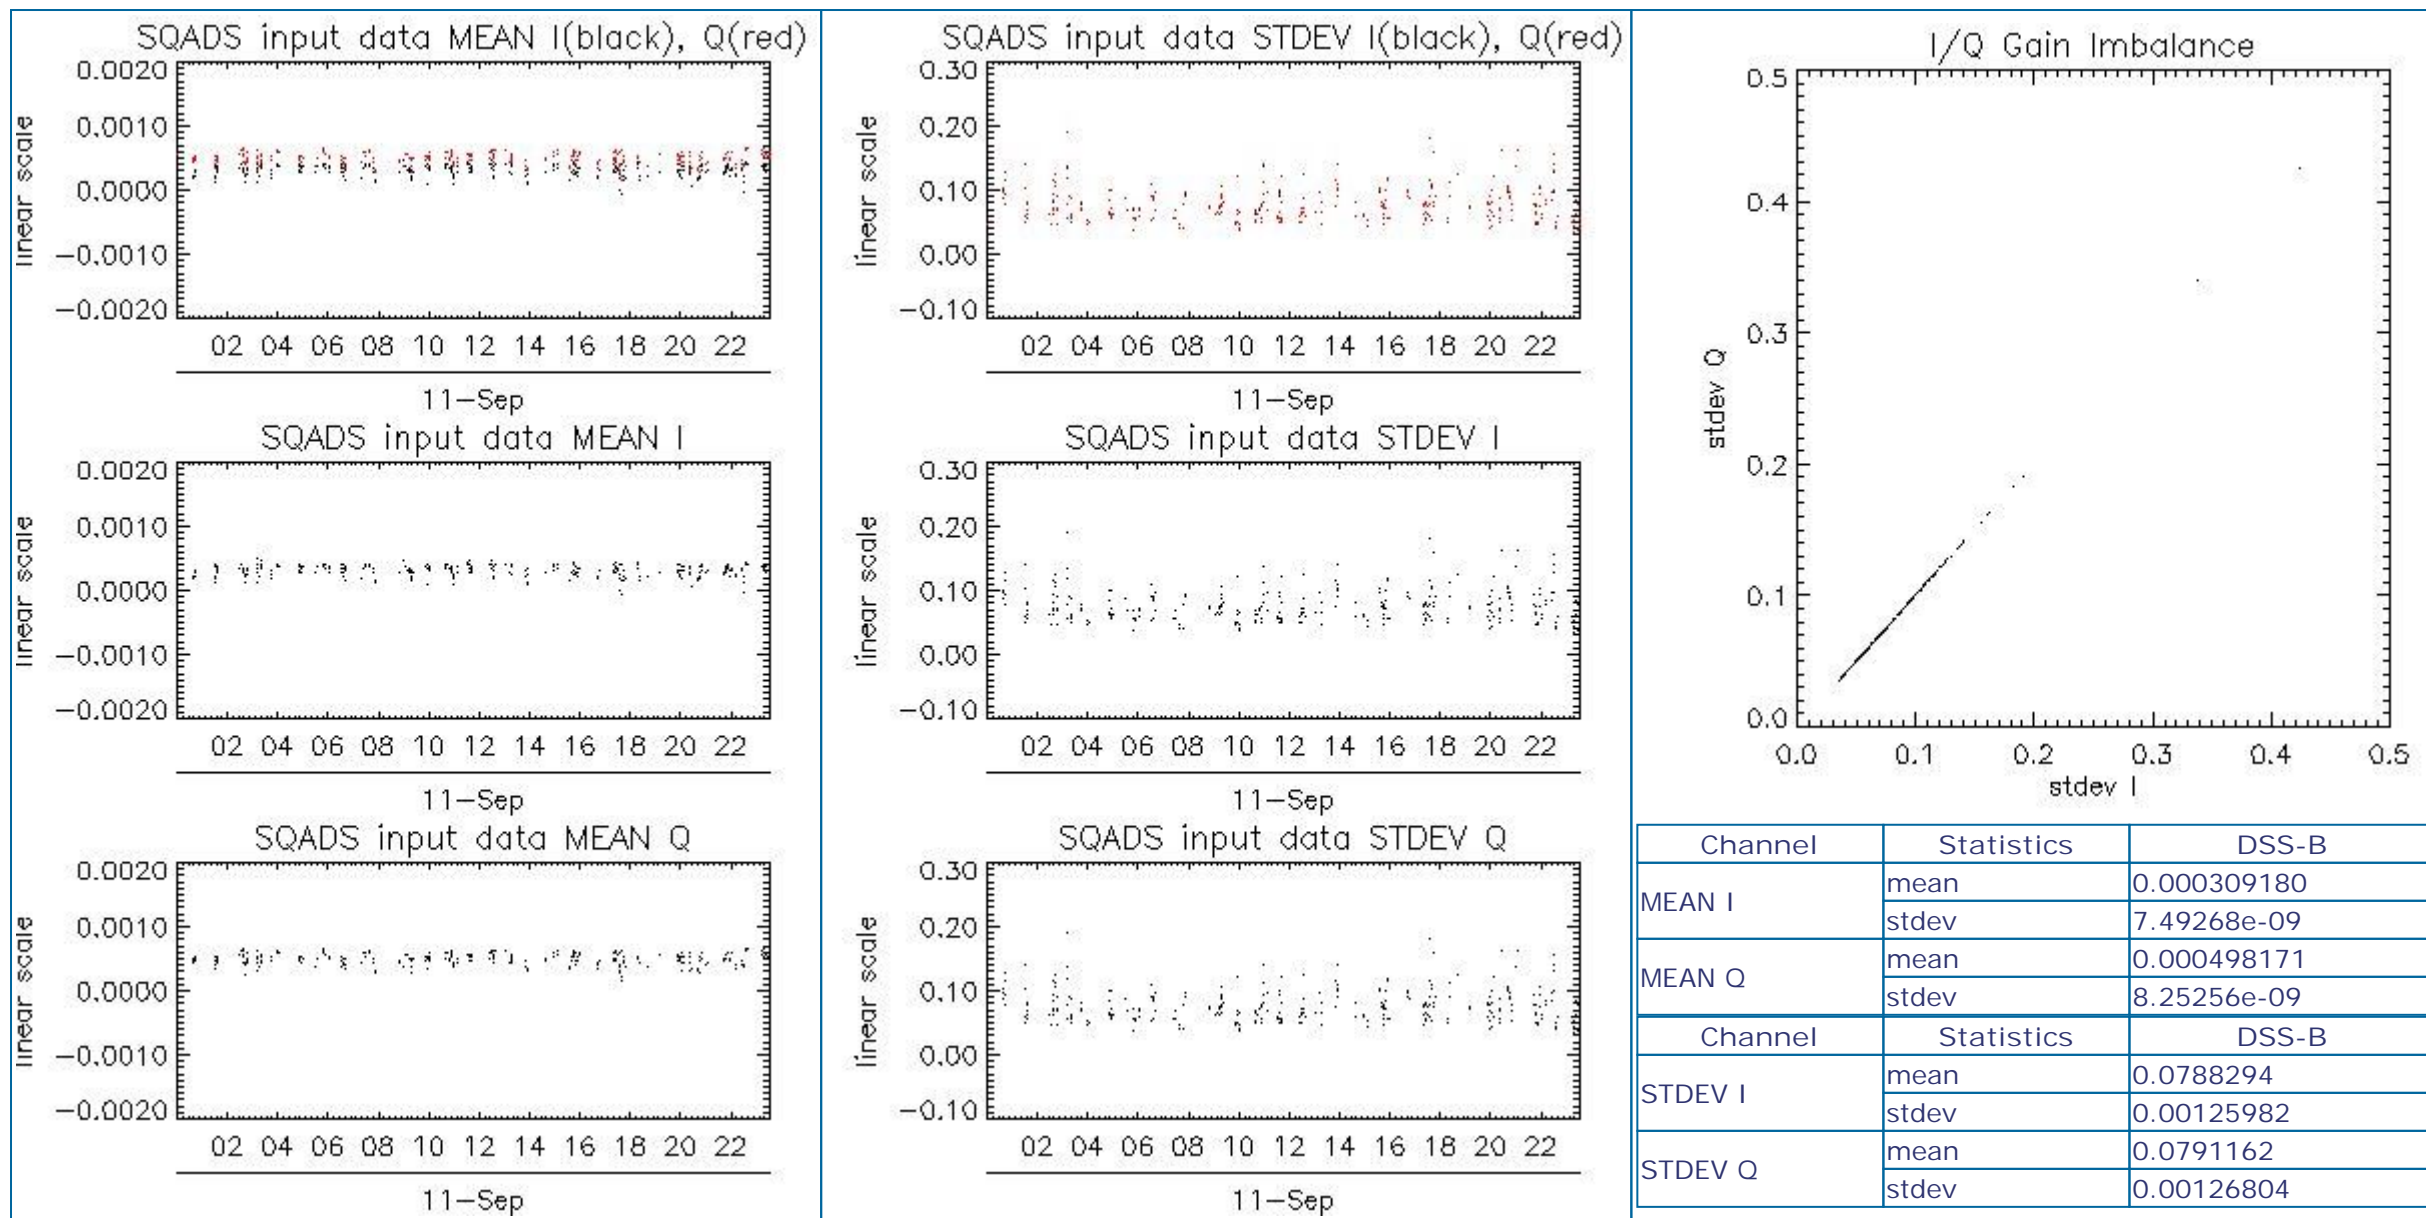 SQADS input data MEAN I(black), Q(red)
0.0020
0.0010
0.0000
−0.0010
−0.0020
linear scale
02 04 06 08 10 12 14 16 18 20 22
11−Sep
SQADS input data MEAN I
0.0020
0.0010
0.0000
−0.0010
−0.0020
linear scale
02 04 06 08 10 12 14 16 18 20 22
11−Sep
SQADS input data MEAN Q
0.0020
0.0010
0.0000
−0.0010
−0.0020
linear scale
02 04 06 08 10 12 14 16 18 20 22
11−Sep
SQADS input data STDEV I(black), Q(red)
0.30
0.20
0.10
0.00
−0.10
linear scale
02 04 06 08 10 12 14 16 18 20 22
11−Sep
SQADS input data STDEV I
0.30
0.20
0.10
0.00
−0.10
linear scale
02 04 06 08 10 12 14 16 18 20 22
11−Sep
SQADS input data STDEV Q
0.30
0.20
0.10
0.00
−0.10
linear scale
02 04 06 08 10 12 14 16 18 20 22
11−Sep
I/Q Gain Imbalance
0.5
0.4
0.3
0.2
0.1
0.0
stdev Q
0.0 0.1 0.2 0.3 0.4 0.5
stdev I
Channel Statistics DSS-B
MEAN I mean 0.000309180
stdev 7.49268e-09
MEAN Q mean 0.000498171
stdev 8.25256e-09
Channel Statistics DSS-B
STDEV I mean 0.0788294
stdev 0.00125982
STDEV Q mean 0.0791162
stdev 0.00126804